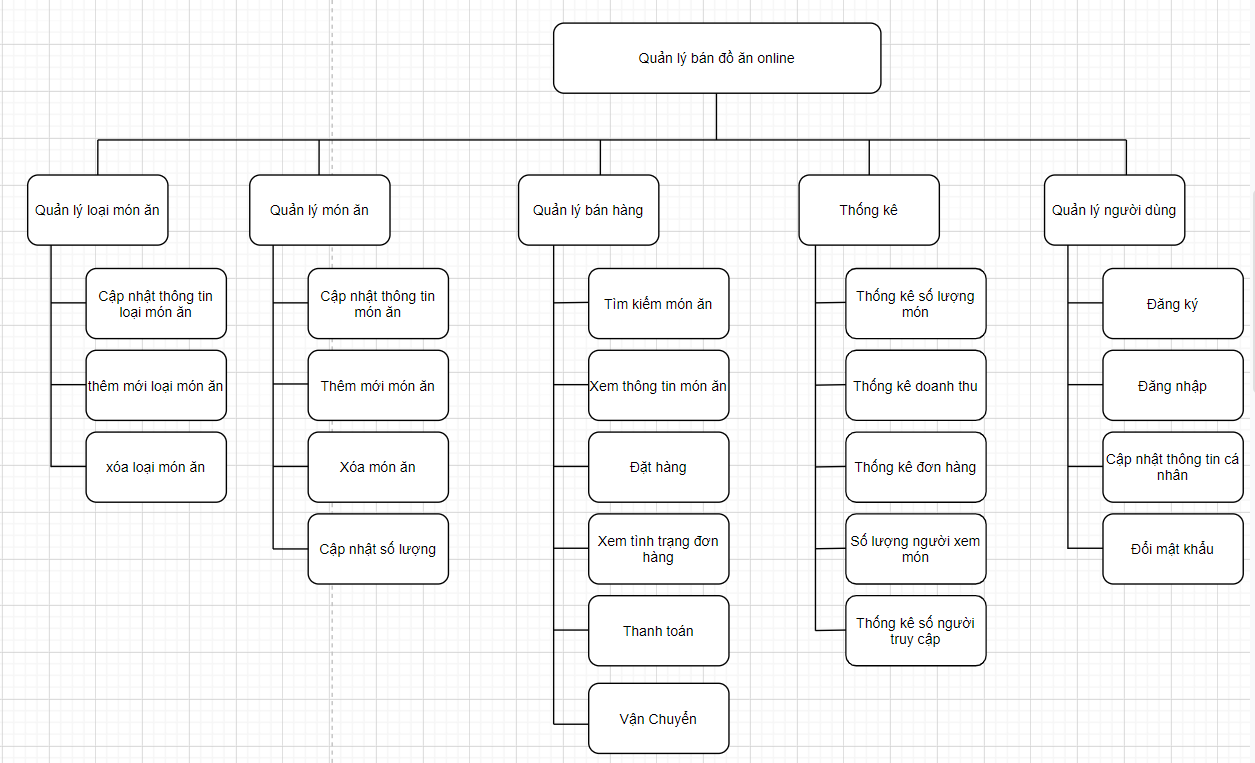 Quản lý bán đồ ăn online
Quản lý loại món ăn
Quản lý món ăn
Quản lý bán hàng
Thống kê
Quản lý người dùng
Cập nhật thông tin
loại món ăn
thêm mới loại món ăn
xóa loại món ăn
Cập nhật thông tin
món ăn
Thêm mới món ăn
Xóa món ăn
Cập nhật số lượng
Tìm kiếm món ăn
Xem thông tin món ăn
Đặt hàng
Xem tình trạng đơn
hàng
Thanh toán
Vận Chuyển
Thống kê số lượng
món
Thống kê doanh thu
Thống kê đơn hàng
Số lượng người xem
món
Thống kê số người
truy cập
Đăng ký
Đăng nhập
Cập nhật thông tin cá
nhân
Đổi mật khẩu